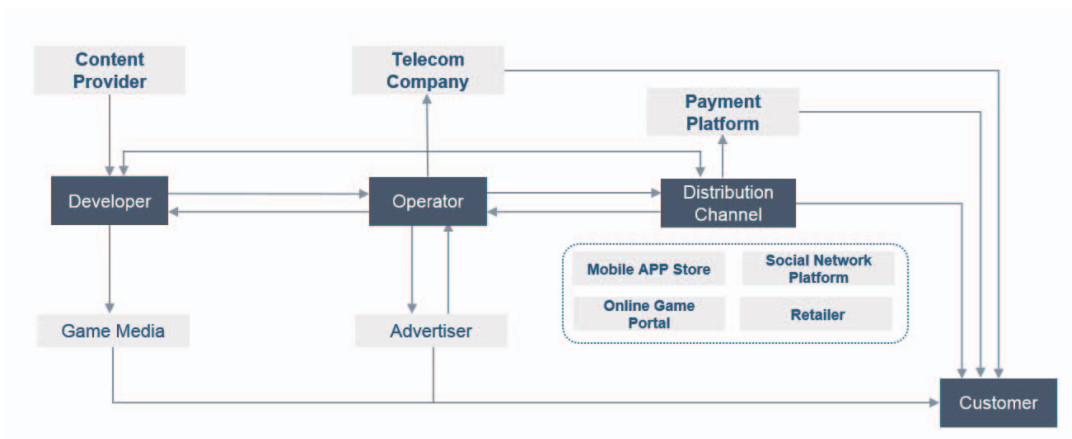 Content
Provider
Telecom
Company
Payment
Platform
Developer
Operator
Distribution
Channel
Mobile APP Store
Social Network
Platform
Online Game
Portal
Retailer
Game Media
Advertiser
Customer